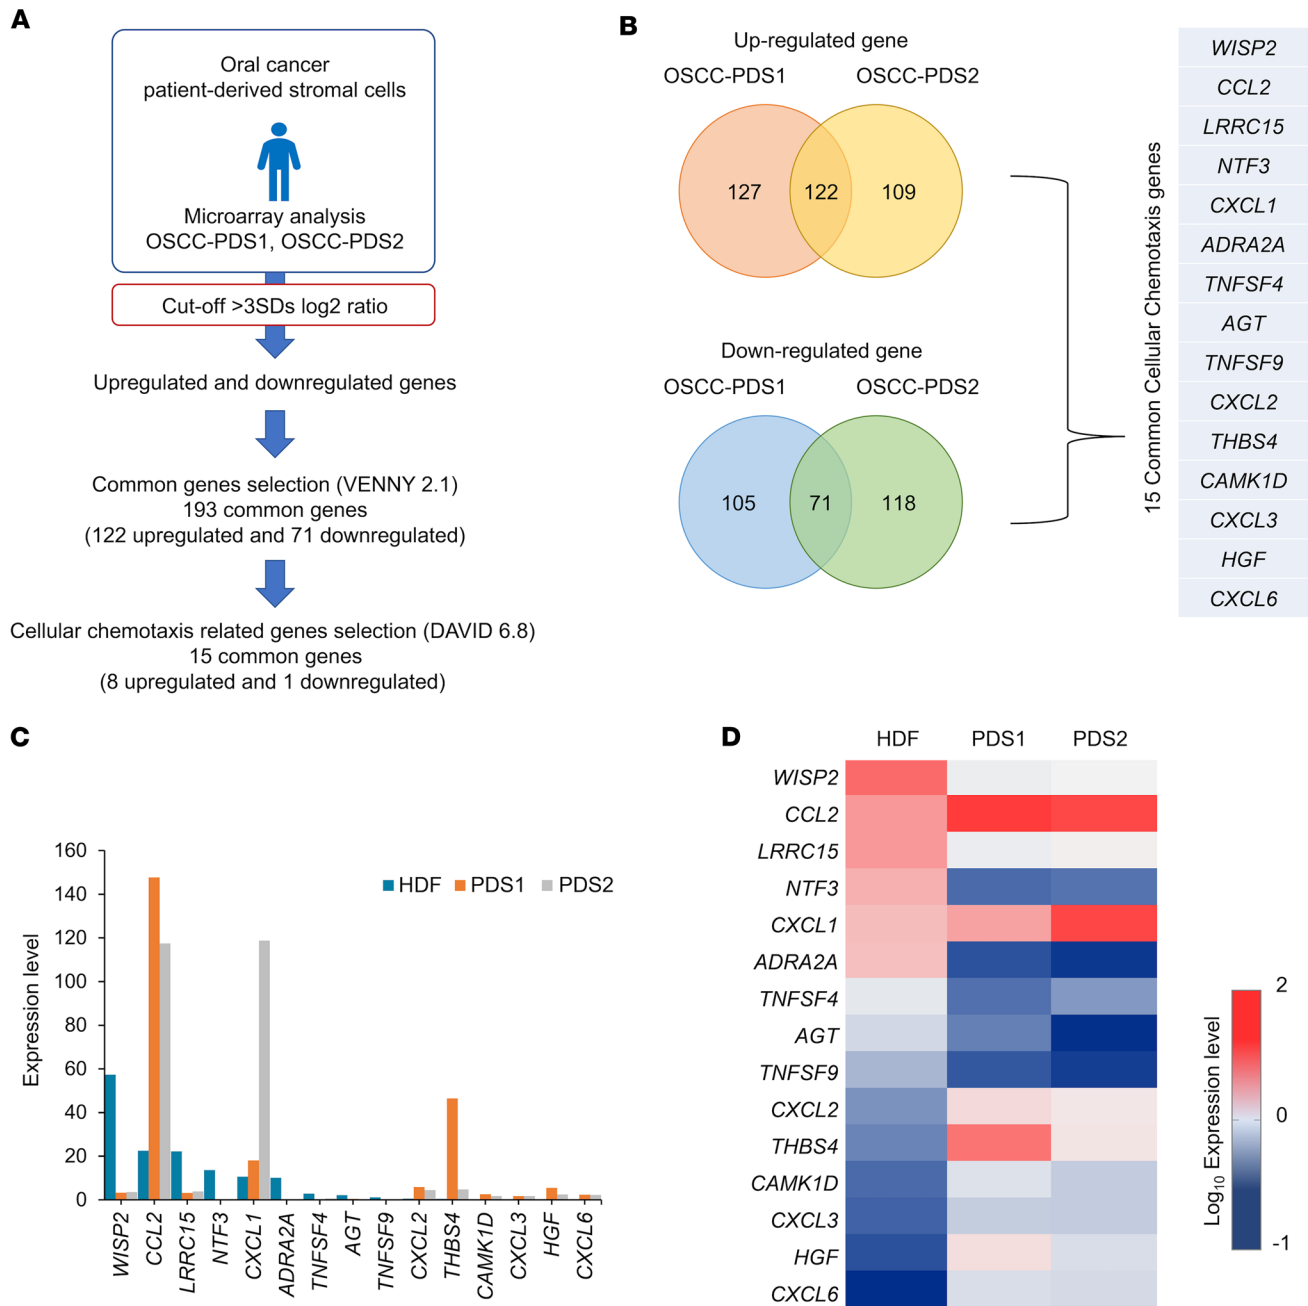 A
Oral cancer
patient-derived stromal cells
Microarray analysis
OSCC-PDS1, OSCC-PDS2
Cut-off >3SDs log2 ratio
Upregulated and downregulated genes
Common genes selection (VENNY 2.1)
193 common genes
(122 upregulated and 71 downregulated)
Cellular chemotaxis related genes selection (DAVID 6.8)
15 common genes
(8 upregulated and 1 downregulated)
B
Up-regulated gene
OSCC-PDS1 OSCC-PDS2
127 122 109
Down-regulated gene
OSCC-PDS1 OSCC-PDS2
105 71 118
15 Common Cellular Chemotaxis genes
WISP2
CCL2
LRRC15
NTF3
CXCL1
ADRA2A
TNFSF4
AGT
TNFSF9
CXCL2
THBS4
CAMK1D
CXCL3
HGF
CXCL6
C
Expression level
160
140
120
100
80
60
40
20
0
HDF PDS1 PDS2
WISP2
CCL2
LRRC15
NTF3
CXCL1
ADRA2A
TNFSF4
AGT
TNFSF9
CXCL2
THBS4
CAMK1D
CXCL3
HGF
CXCL6
D
HDF PDS1 PDS2
WISP2
CCL2
LRRC15
NTF3
CXCL1
ADRA2A
TNFSF4
AGT
TNFSF9
CXCL2
THBS4
CAMK1D
CXCL3
HGF
CXCL6
Log₁₀ Expression level
2
0
-1